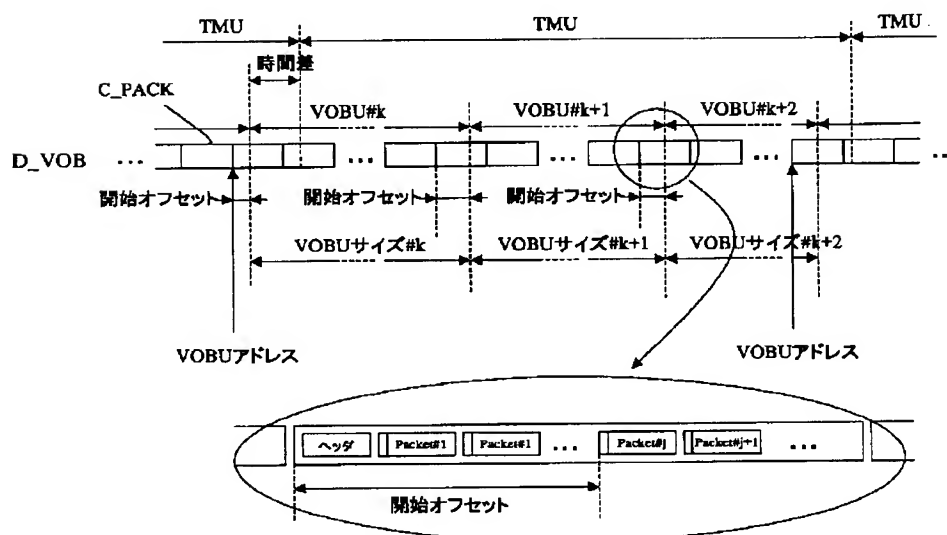 TMU TMU TMU
時間差
C_PACK
VOBU#k VOBU#k+1 VOBU#k+2
D_VOB ... ... ... ... ...
開始オフセット 開始オフセット 開始オフセット
VOBUサイズ#k VOBUサイズ#k+1 VOBUサイズ#k+2
VOBUアドレス VOBUアドレス
ヘッダ Packet#1 Packet#1 ... Packet#j Packet#j+1 ...
開始オフセット